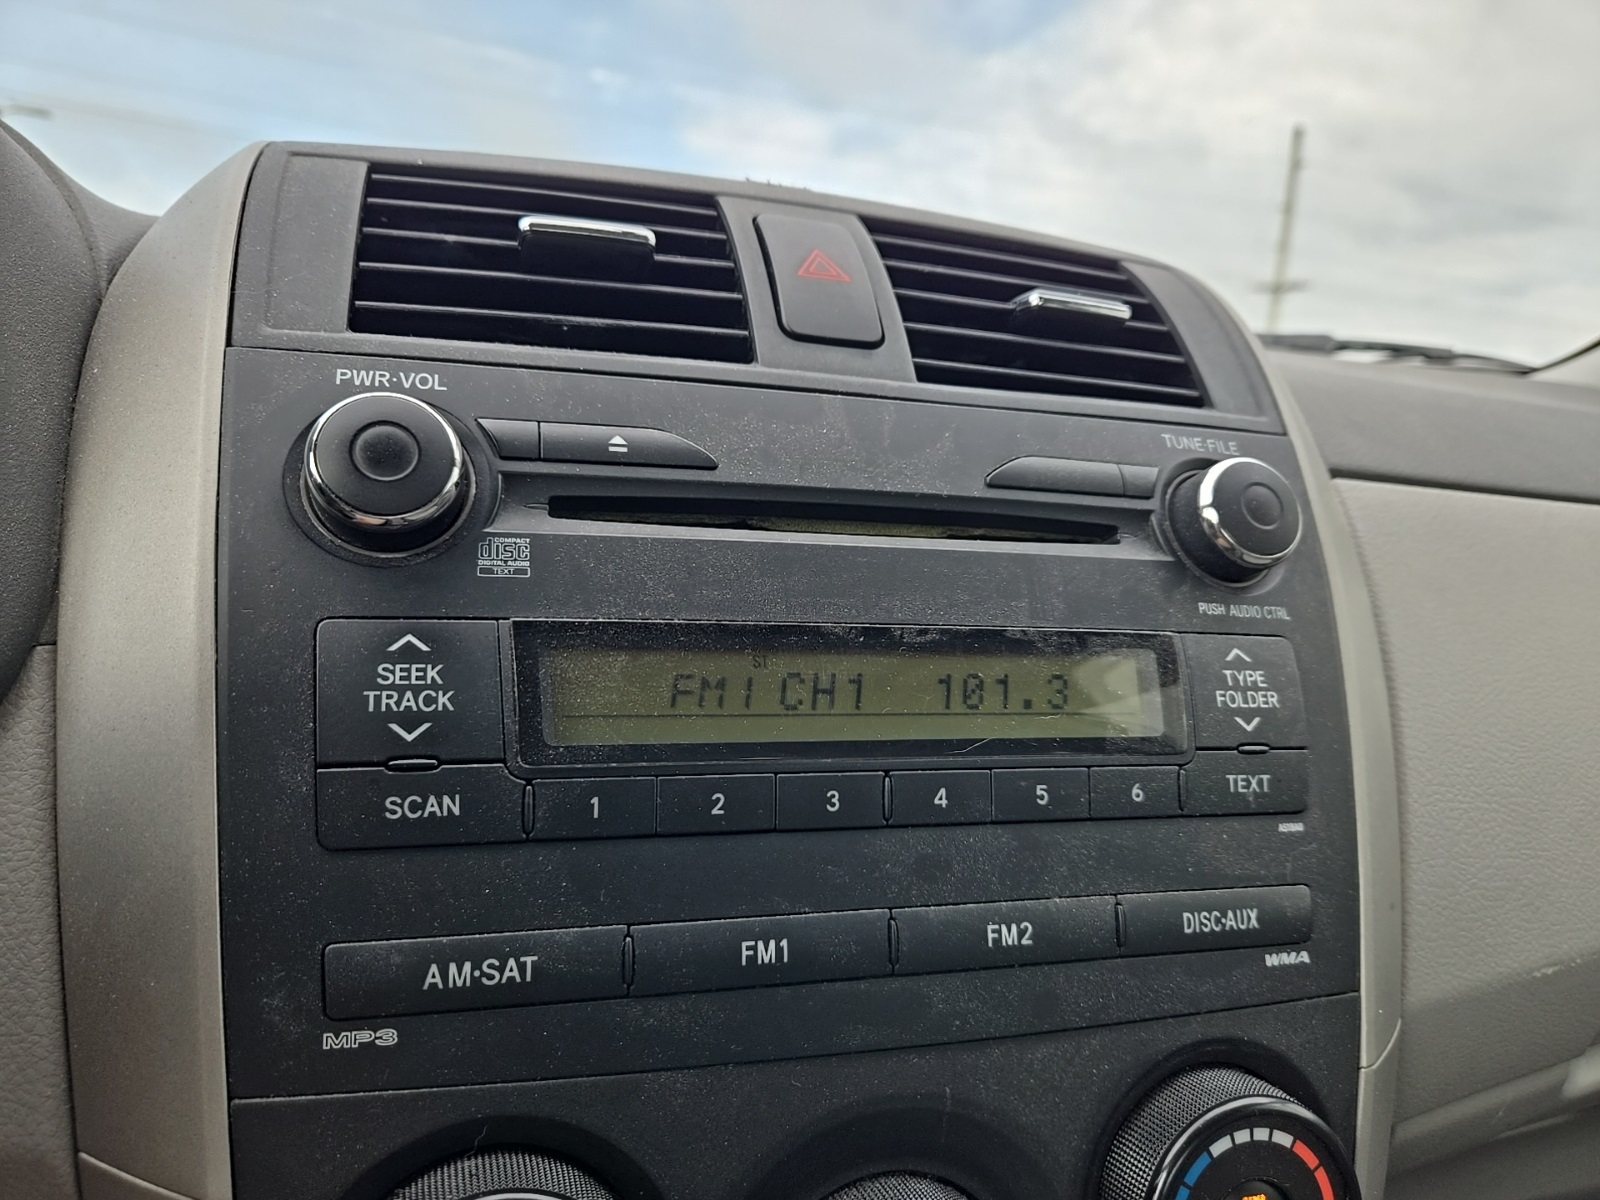 PWR·VOL
TUNE·FILE
COMPACT
disc
DIGITAL AUDIO
TEXT
PUSH AUDIO CTRL
SEEK
TRACK
ST
FM1 CH1 101.3
TYPE
FOLDER
SCAN
1
2
3
4
5
6
TEXT
AM·SAT
FM1
FM2
DISC·AUX
WMA
MP3